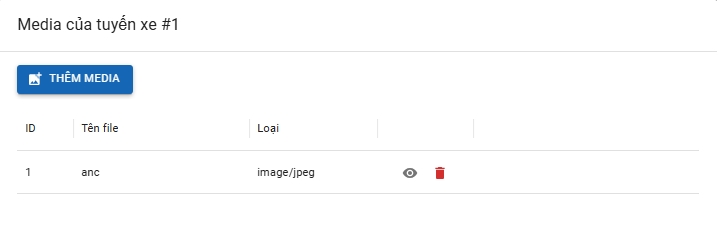 Media của tuyến xe #1
THÊM MEDIA
ID Tên file Loại
1 anc image/jpeg